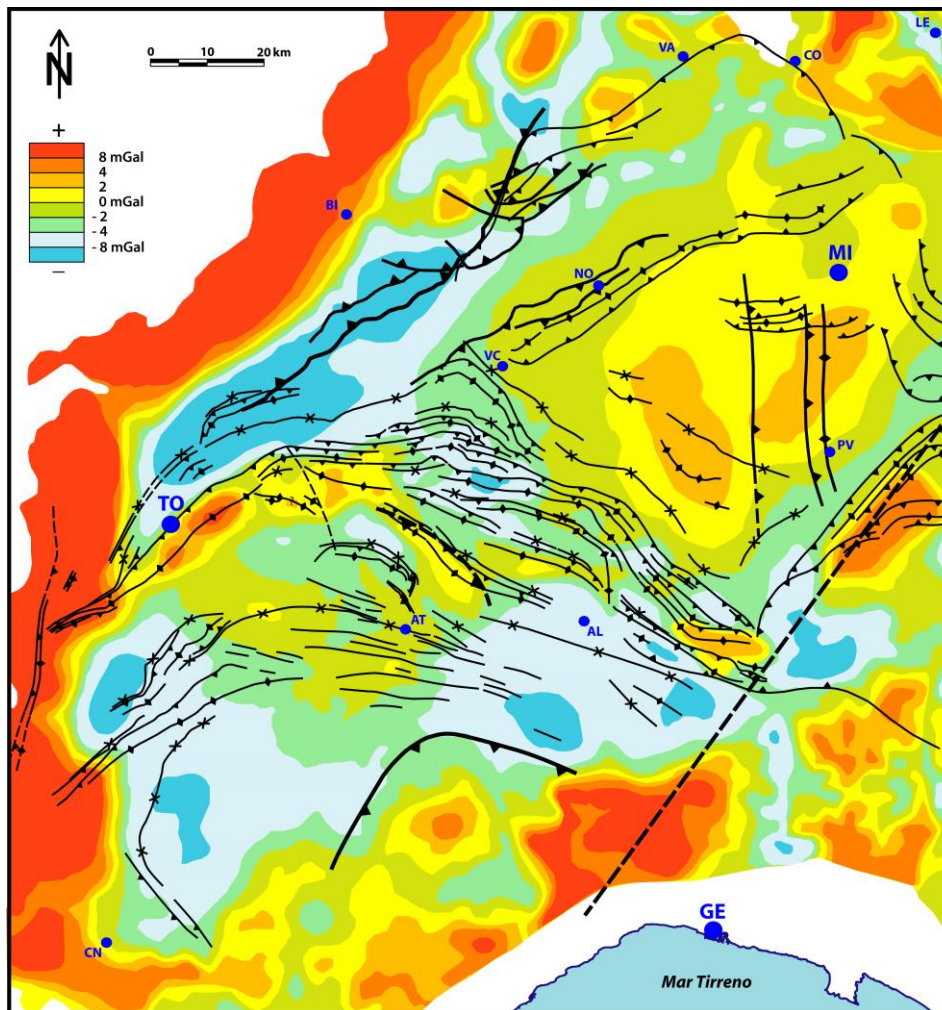 LE
VA
CO
N
0 10 20 km
+
8 mGal
4
2
0 mGal
- 2
- 4
- 8 mGal
−
BI
MI
NO
VC
PV
TO
AT
AL
GE
CN
Mar Tirreno